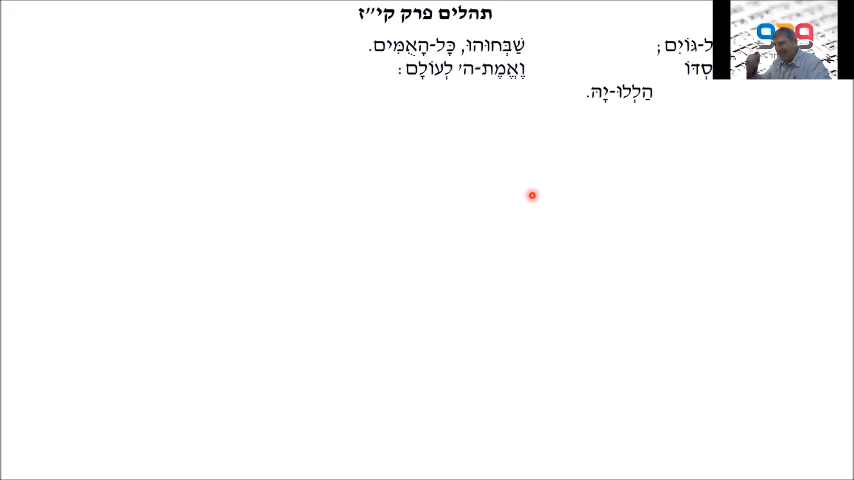 תהלים פרק קי״ז
ל-גּוֹיִם ; שַׁבְּחוּהוּ, כָּל-הָאֻמִּים.
סְדּוֹ וֶאֱמֶת-ה׳ לְעוֹלָם :
הַלְלוּ-יָהּ.